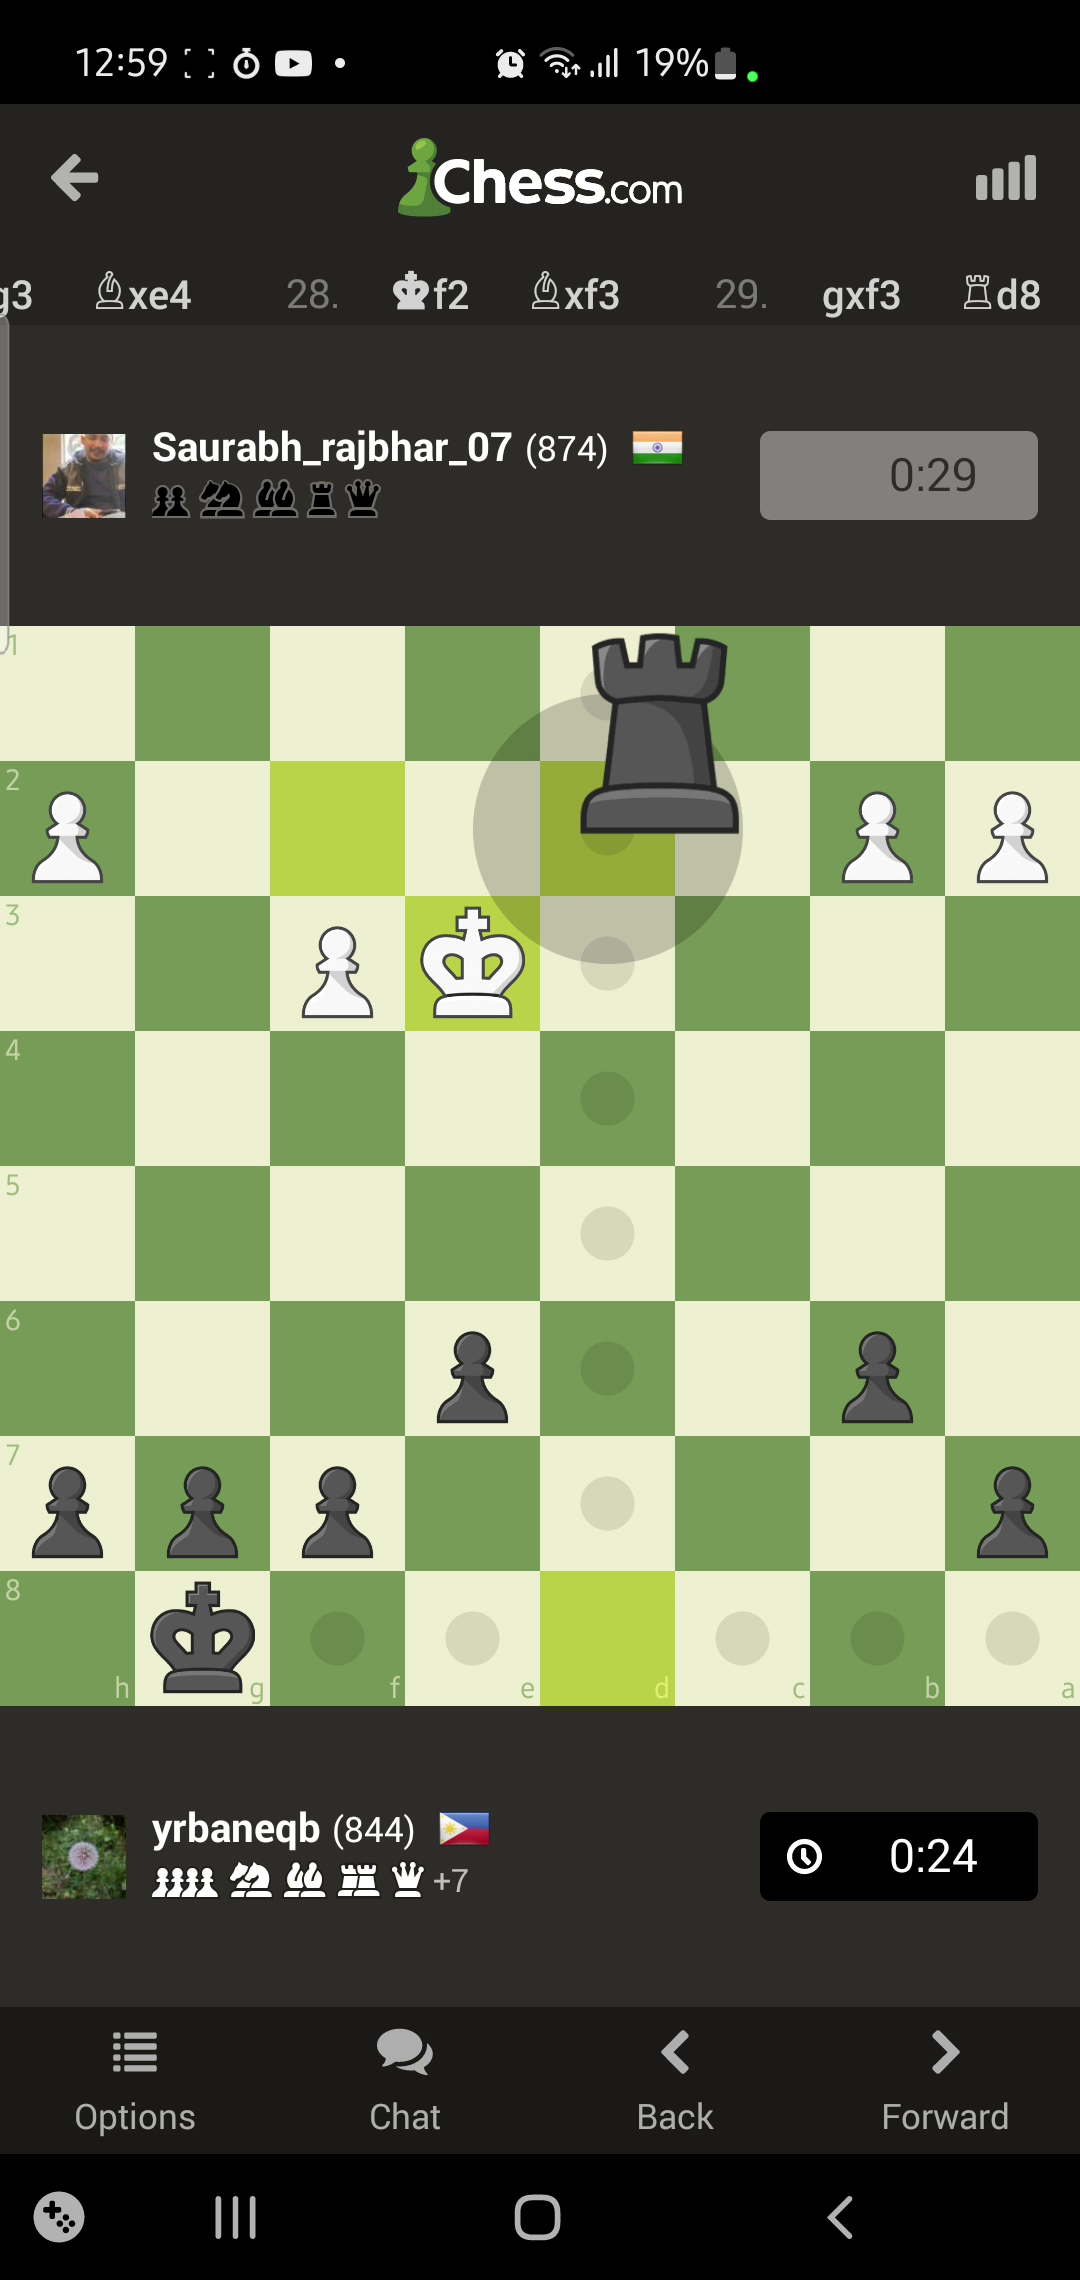 12:59 19%
Chess.com
g3 xe4 28. f2 xf3 29. gxf3 d8
Saurabh_rajbhar_07 (874)
0:29
1
2
3
4
5
6
7
8
h g f e d c b a
yrbaneqb (844)
+7
0:24
Options Chat Back Forward